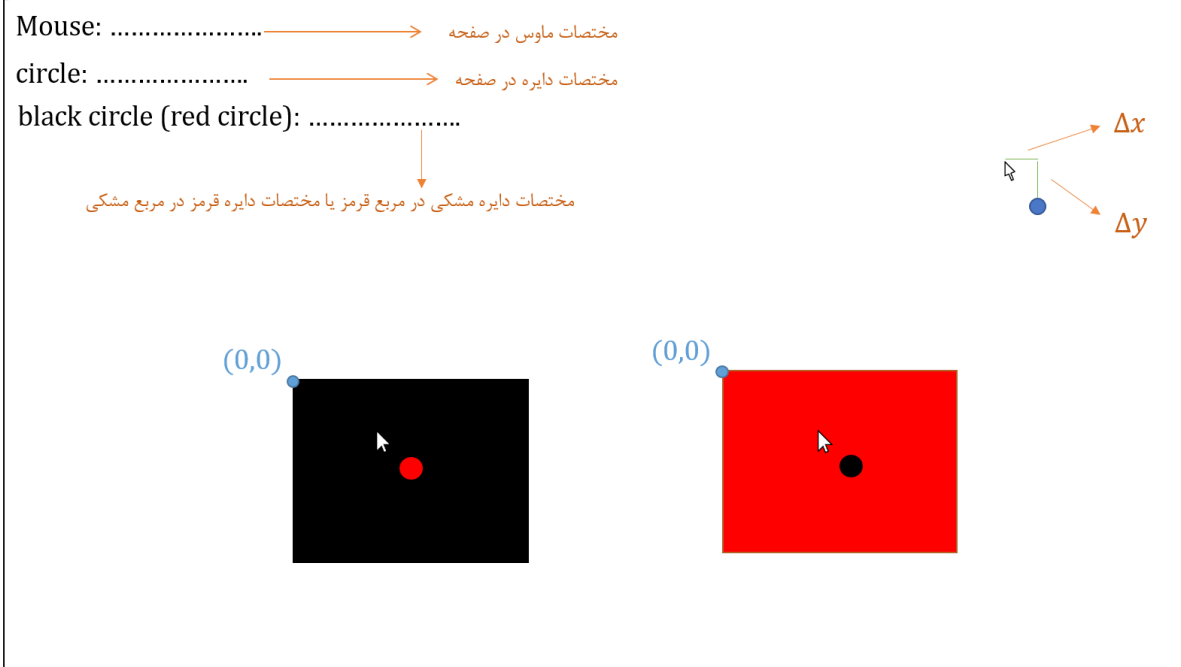 Mouse: ...................... مختصات ماوس در صفحه
circle: ...................... مختصات دایره در صفحه
black circle (red circle): ......................
Δx
مختصات دایره مشکی در مربع قرمز یا مختصات دایره قرمز در مربع مشکی
Δy
(0,0)
(0,0)